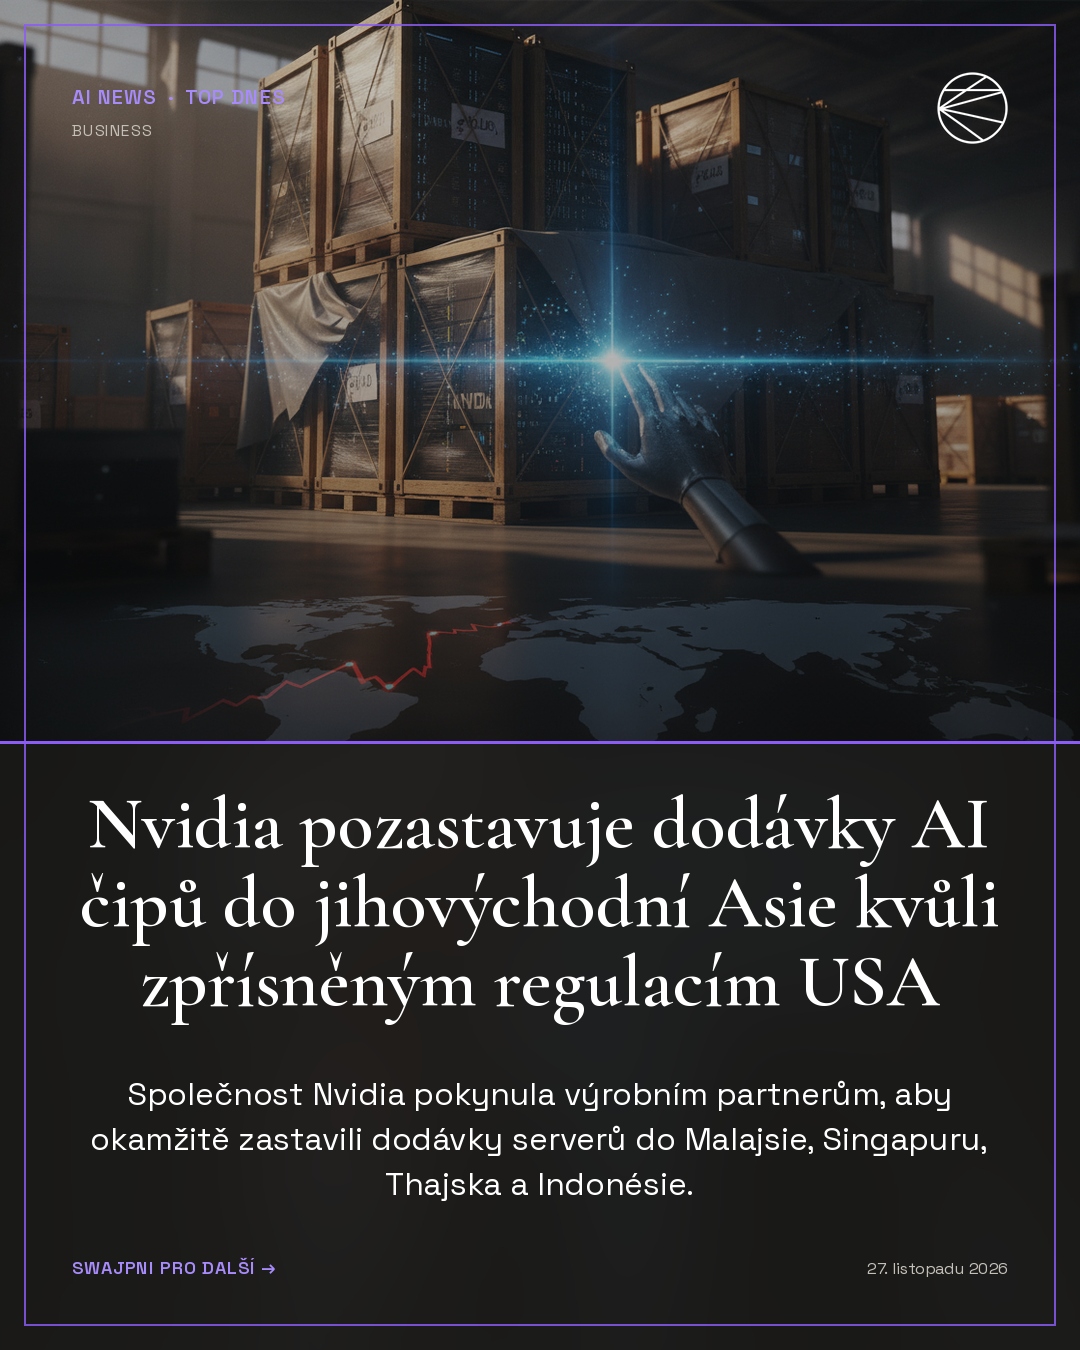 AI NEWS · TOP DNES
BUSINESS
Nvidia pozastavuje dodávky AI
čipů do jihovýchodní Asie kvůli
zpřísněným regulacím USA
Společnost Nvidia pokynula výrobním partnerům, aby
okamžitě zastavili dodávky serverů do Malajsie, Singapuru,
Thajska a Indonésie.
SWAJPNI PRO DALŠÍ →
27. listopadu 2026